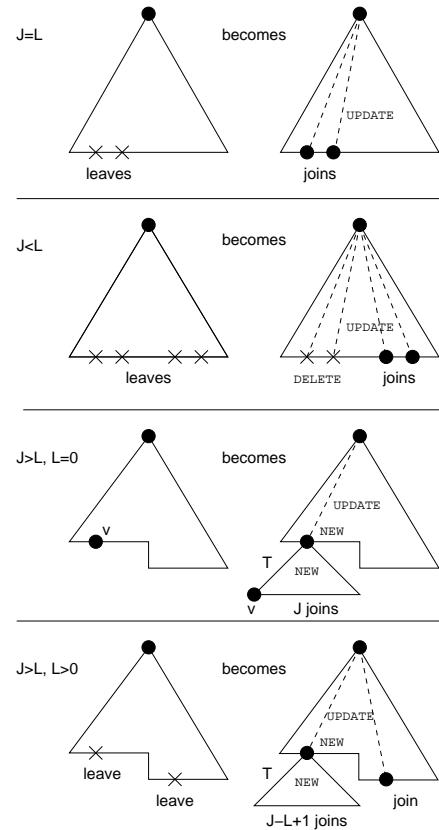 J=L
becomes
UPDATE
leaves
joins
J<L
becomes
UPDATE
leaves
DELETE
joins
J>L, L=0
becomes
UPDATE
v
NEW
T
NEW
v
J joins
J>L, L>0
becomes
UPDATE
NEW
leave
T
NEW
leave
join
J−L+1 joins